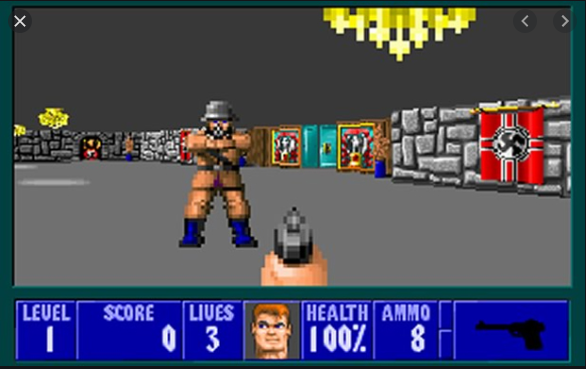 LEVEL SCORE LIVES HEALTH AMMO
1 0 3 100% 8